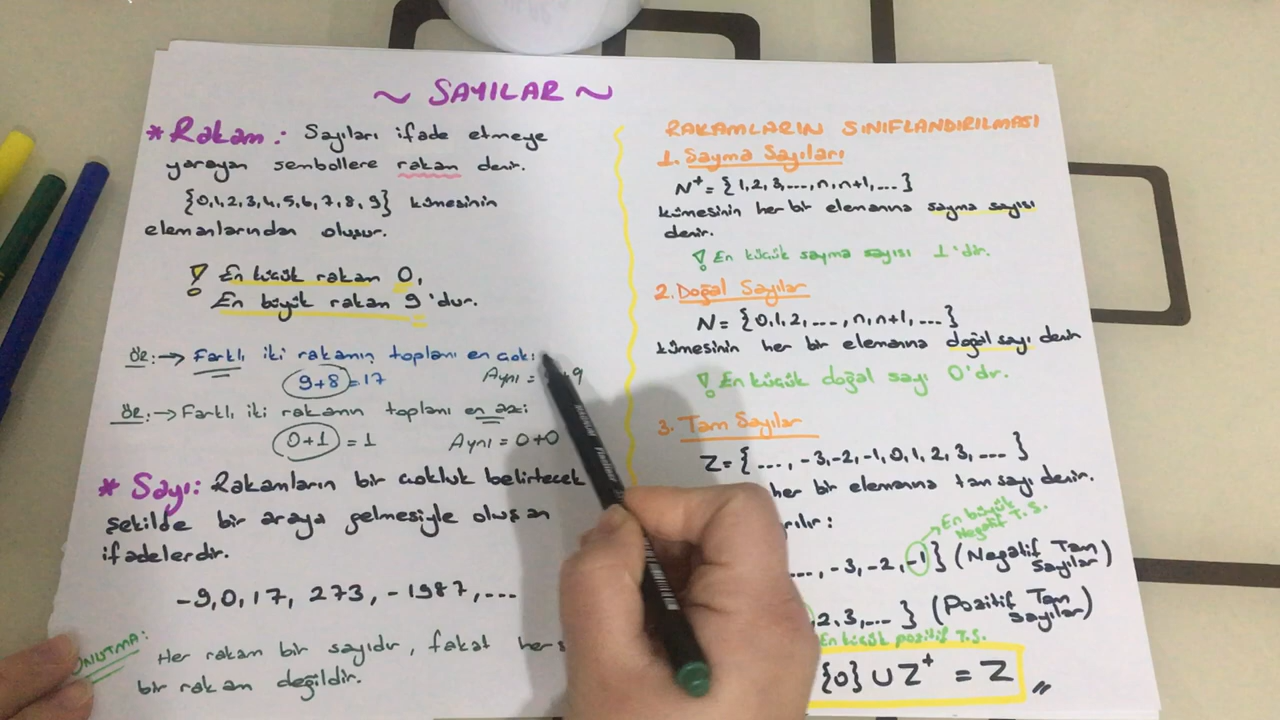 ~ SAYILAR ~
* Rakam: Sayıları ifade etmeye
yarayan sembollere rakam denir.
{0,1,2,3,4,5,6,7,8,9} kümesinin
elemanlarından oluşur.
! En küçük rakam 0,
En büyük rakam 9'dur.
Ör:→ Farklı iki rakamın toplamı en çok:
9+8=17
Aynı = +9
Ör:→ Farklı iki rakamın toplamı en az:
0+1=1
Aynı = 0+0
* Sayı: Rakamların bir çokluk belirtecek
şekilde bir araya gelmesiyle oluşan
ifadelerdir.
-9, 0, 17, 273, -1987, ...
UNUTMA:
Her rakam bir sayıdır, fakat her
bir rakam değildir.
RAKAMLARIN SINIFLANDIRILMASI
1. Sayma Sayıları
N⁺ = {1,2,3,...,n,n+1,...}
kümesinin her bir elemanına sayma sayısı
denir.
! En küçük sayma sayısı 1'dir.
2. Doğal Sayılar
N = {0,1,2,...,n,n+1,...}
kümesinin her bir elemanına doğal sayı denir
! En küçük doğal sayı 0'dır.
3. Tam Sayılar
Z = {..., -3,-2,-1,0,1,2,3,...}
her bir elemanına tam sayı denir.
En büyük
Negatif T.S.
..., -3,-2,-1} (Negatif Tam
Sayılar)
2,3,...} (Pozitif Tam
Sayılar)
En küçük pozitif T.S.
{0} ∪ Z⁺ = Z